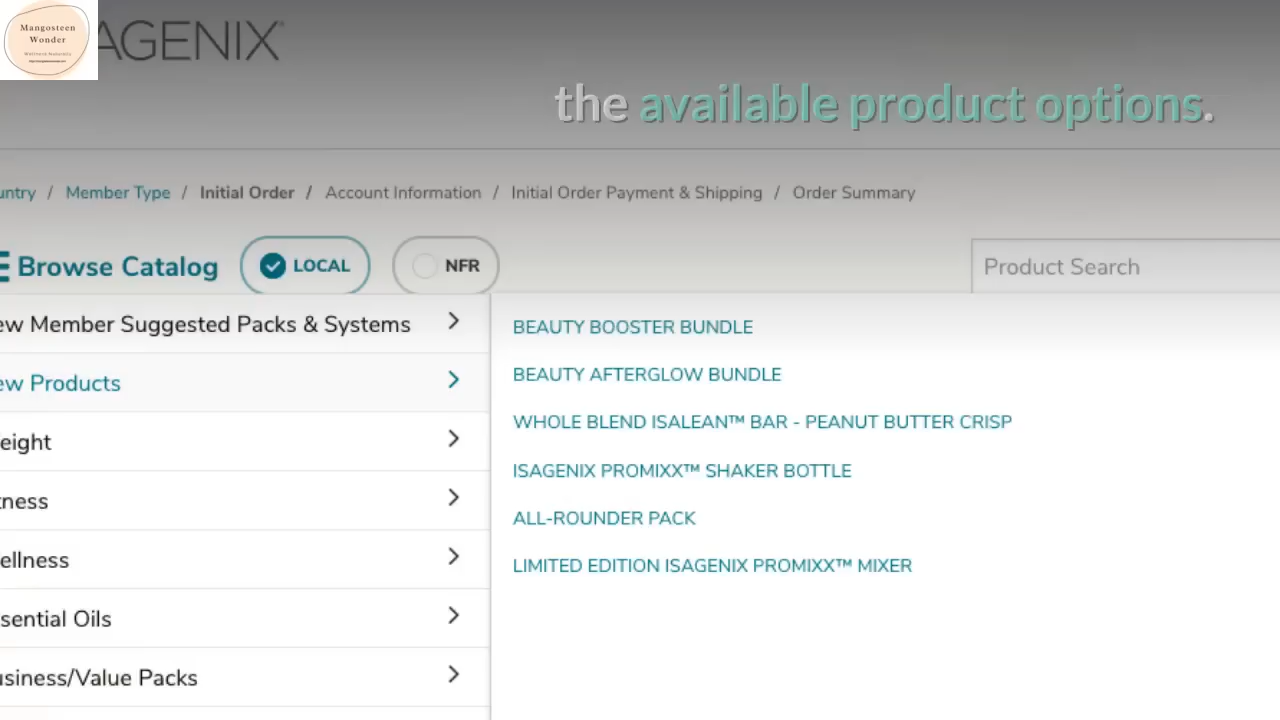 Mangosteen
Wonder
AGENIX
the available product options.
untry / Member Type / Initial Order / Account Information / Initial Order Payment & Shipping / Order Summary
Browse Catalog
LOCAL
NFR
Product Search
ew Member Suggested Packs & Systems
ew Products
eight
tness
ellness
sential Oils
usiness/Value Packs
BEAUTY BOOSTER BUNDLE
BEAUTY AFTERGLOW BUNDLE
WHOLE BLEND ISALEAN™ BAR - PEANUT BUTTER CRISP
ISAGENIX PROMIXX™ SHAKER BOTTLE
ALL-ROUNDER PACK
LIMITED EDITION ISAGENIX PROMIXX™ MIXER